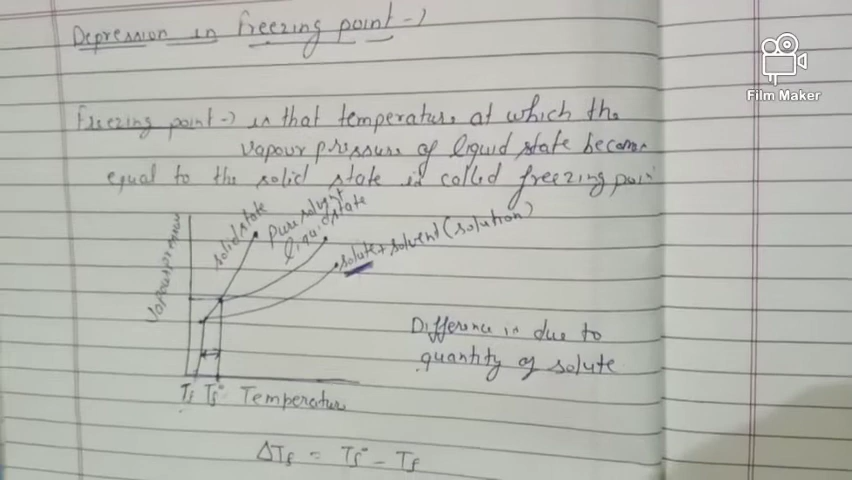 Depression in freezing point →
Film Maker
Freezing point → is that temperature at which the
vapour pressure of liquid state become
equal to the solid state is called freezing point
solid state
pure solvent
liquid state
solute + solvent (solution)
Vapour pressure
Difference is due to
quantity of solute
Tf Tf° Temperature
ΔTf = Tf° - Tf